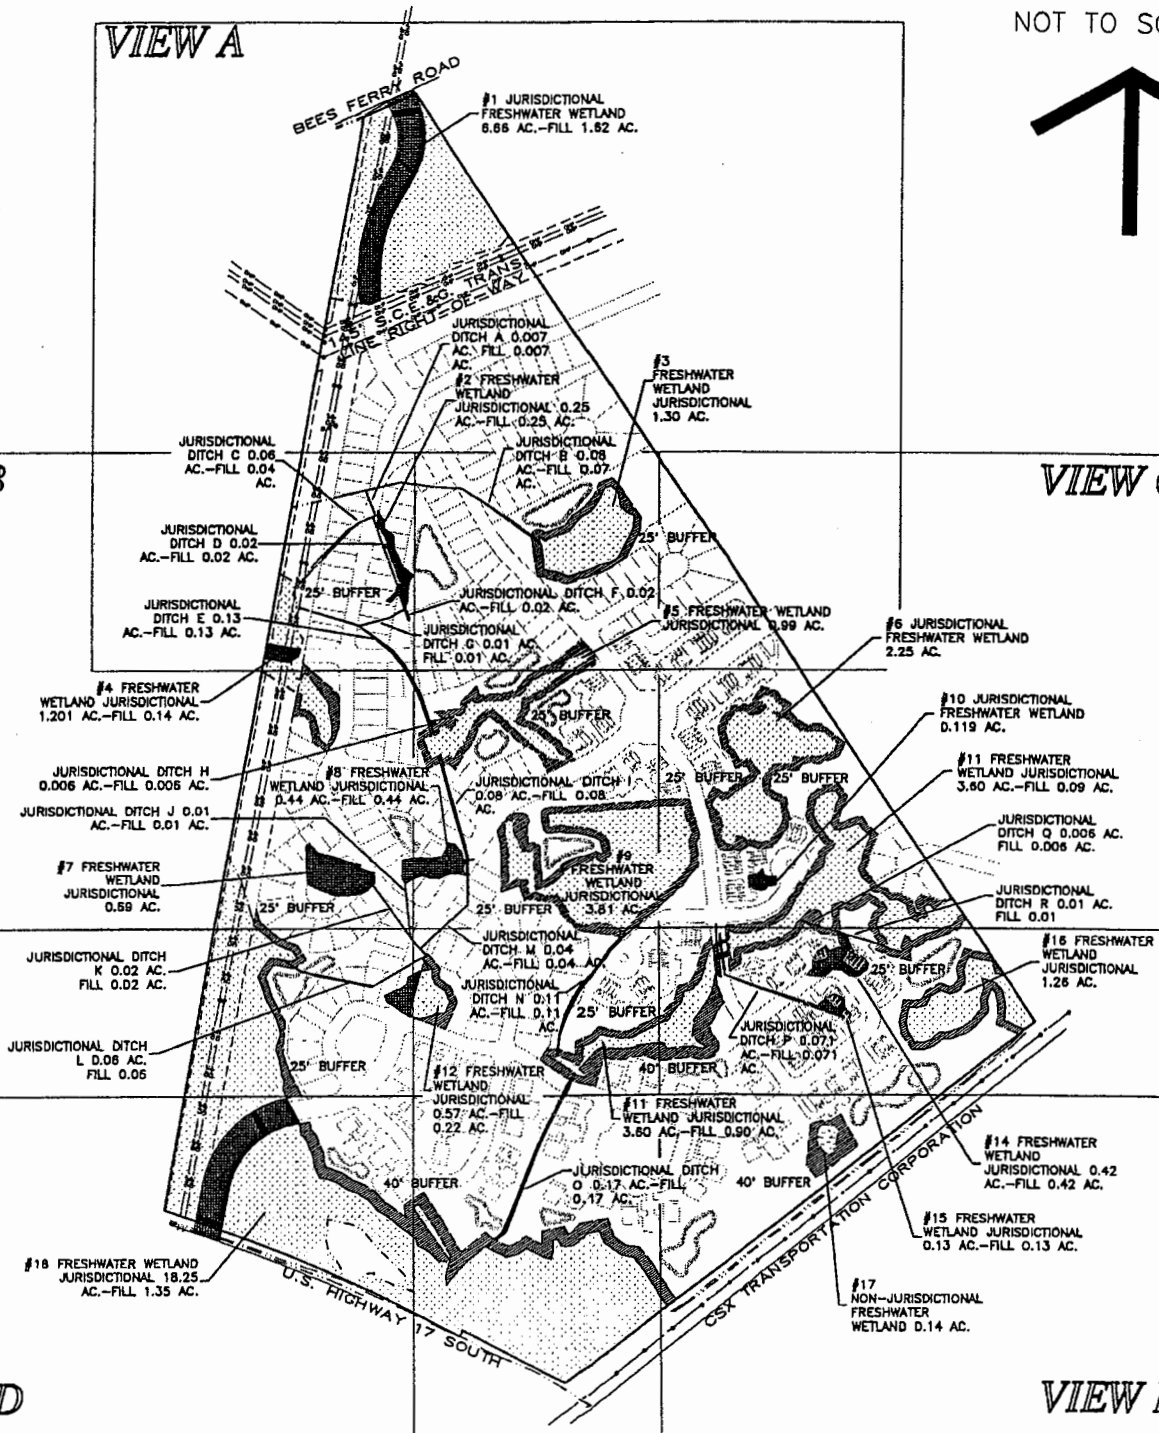 VIEW A
NOT TO
BEES FERRY ROAD
#1 JURISDICTIONAL
FRESHWATER WETLAND
6.66 AC.-FILL 1.62 AC.
S.C.E.&G. TRANS.
LINE RIGHT-OF-WAY
JURISDICTIONAL
DITCH A 0.007
AC. FILL 0.007
AC.
#2 FRESHWATER
WETLAND
JURISDICTIONAL 0.25
AC.-FILL 0.25 AC.
#3
FRESHWATER
WETLAND
JURISDICTIONAL
1.30 AC.
JURISDICTIONAL
DITCH C 0.06
AC.-FILL 0.04
AC.
JURISDICTIONAL
DITCH B 0.08
AC.-FILL 0.07
AC.
VIEW
JURISDICTIONAL
DITCH D 0.02
AC.-FILL 0.02 AC.
25' BUFFER
25' BUFFER
JURISDICTIONAL DITCH F 0.02
AC.-FILL 0.02 AC.
JURISDICTIONAL
DITCH E 0.13
AC.-FILL 0.13 AC.
JURISDICTIONAL
DITCH G 0.01 AC.
FILL 0.01 AC.
#5 FRESHWATER WETLAND
JURISDICTIONAL 0.99 AC.
#6 JURISDICTIONAL
FRESHWATER WETLAND
2.25 AC.
#4 FRESHWATER
WETLAND JURISDICTIONAL
1.201 AC.-FILL 0.14 AC.
25' BUFFER
#10 JURISDICTIONAL
FRESHWATER WETLAND
0.119 AC.
JURISDICTIONAL DITCH H
0.006 AC.-FILL 0.006 AC.
#8 FRESHWATER
WETLAND JURISDICTIONAL
0.44 AC.-FILL 0.44 AC.
JURISDICTIONAL DITCH I
0.08 AC.-FILL 0.08
AC.
25' BUFFER
25' BUFFER
#11 FRESHWATER
WETLAND JURISDICTIONAL
3.60 AC.-FILL 0.09 AC.
JURISDICTIONAL DITCH J 0.01
AC.-FILL 0.01 AC.
JURISDICTIONAL
DITCH Q 0.006 AC.
FILL 0.006 AC.
#7 FRESHWATER
WETLAND
JURISDICTIONAL
0.59 AC.
25' BUFFER
25' BUFFER
#9
FRESHWATER
WETLAND
JURISDICTIONAL
3.81 AC.
JURISDICTIONAL
DITCH R 0.01 AC.
FILL 0.01
JURISDICTIONAL DITCH
K 0.02 AC.
FILL 0.02 AC.
JURISDICTIONAL
DITCH M 0.04
AC.-FILL 0.04 AC.
#16 FRESHWATER
WETLAND
JURISDICTIONAL
1.26 AC.
25' BUFFER
JURISDICTIONAL
DITCH N 0.11
AC.-FILL 0.11
AC.
25' BUFFER
JURISDICTIONAL
DITCH P 0.071
AC.-FILL 0.071
AC.
JURISDICTIONAL DITCH
L 0.06 AC.
FILL 0.05
25' BUFFER
40' BUFFER
#12 FRESHWATER
WETLAND
JURISDICTIONAL
0.57 AC.-FILL
0.22 AC.
#11 FRESHWATER
WETLAND JURISDICTIONAL
3.60 AC.-FILL 0.90 AC.
#14 FRESHWATER
WETLAND
JURISDICTIONAL 0.42
AC.-FILL 0.42 AC.
JURISDICTIONAL DITCH
O 0.17 AC.-FILL
0.17 AC.
40' BUFFER
40' BUFFER
#15 FRESHWATER
WETLAND JURISDICTIONAL
0.13 AC.-FILL 0.13 AC.
CSX TRANSPORTATION CORPORATION
#18 FRESHWATER WETLAND
JURISDICTIONAL 18.25
AC.-FILL 1.35 AC.
U.S. HIGHWAY 17 SOUTH
#17
NON-JURISDICTIONAL
FRESHWATER
WETLAND 0.14 AC.
D
VIEW